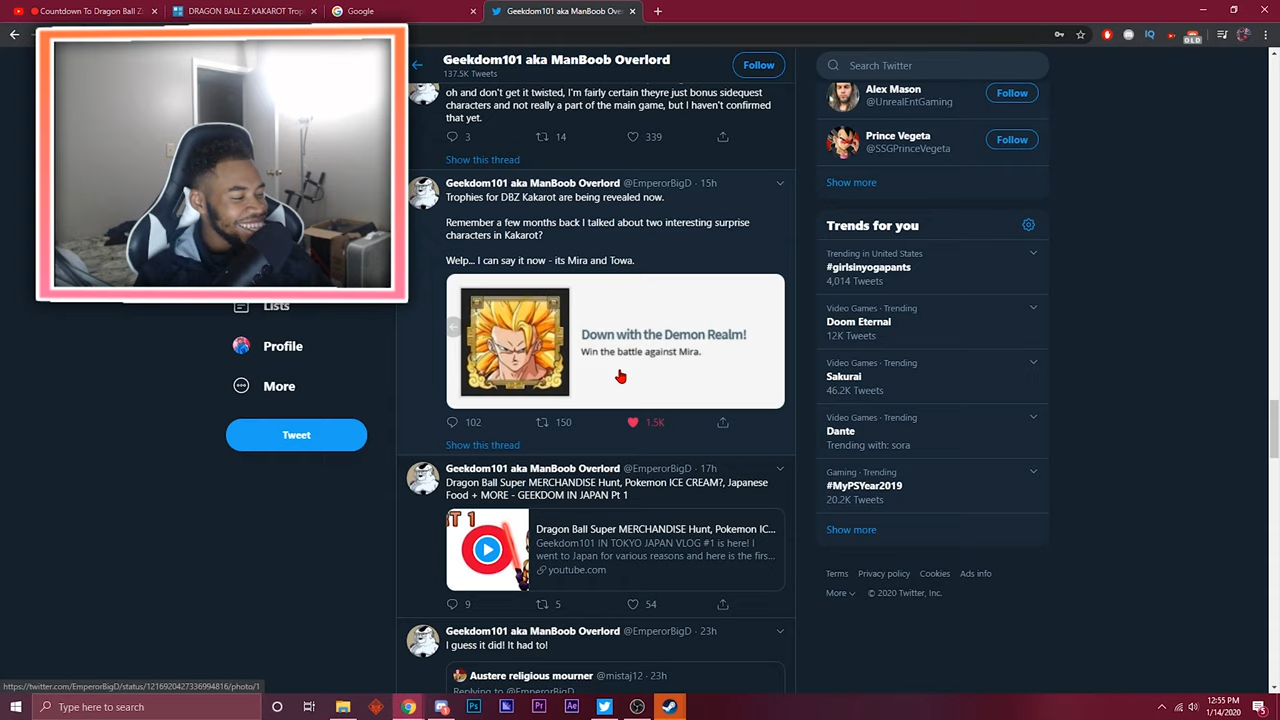 Countdown To Dragon Ball Z:
DRAGON BALL Z: KAKAROT Trop
Google
Geekdom101 aka ManBoob Over
Geekdom101 aka ManBoob Overlord
137.5K Tweets
Follow
oh and don't get it twisted, I'm fairly certain theyre just bonus sidequest
characters and not really a part of the main game, but I haven't confirmed
that yet.
3 14 339
Show this thread
Geekdom101 aka ManBoob Overlord @EmperorBigD · 15h
Trophies for DBZ Kakarot are being revealed now.
Remember a few months back I talked about two interesting surprise
characters in Kakarot?
Welp... I can say it now - its Mira and Towa.
Down with the Demon Realm!
Win the battle against Mira.
102 150 1.5K
Show this thread
Geekdom101 aka ManBoob Overlord @EmperorBigD · 17h
Dragon Ball Super MERCHANDISE Hunt, Pokemon ICE CREAM?, Japanese
Food + MORE - GEEKDOM IN JAPAN Pt 1
T 1
Dragon Ball Super MERCHANDISE Hunt, Pokemon IC...
Geekdom101 IN TOKYO JAPAN VLOG #1 is here! I
went to Japan for various reasons and here is the firs...
youtube.com
9 5 54
Geekdom101 aka ManBoob Overlord @EmperorBigD · 23h
I guess it did! It had to!
Austere religious mourner @mistaj12 · 23h
Replying to @EmperorBigD
Lists
Profile
More
Tweet
Search Twitter
Alex Mason
@UnrealEntGaming
Follow
Prince Vegeta
@SSGPrinceVegeta
Follow
Show more
Trends for you
Trending in United States
#girlsinyogapants
4,014 Tweets
Video Games · Trending
Doom Eternal
12K Tweets
Video Games · Trending
Sakurai
46.2K Tweets
Video Games · Trending
Dante
Trending with: sora
Gaming · Trending
#MyPSYear2019
20.2K Tweets
Show more
Terms Privacy policy Cookies Ads info
More © 2020 Twitter, Inc.
IQ
OLD
https://twitter.com/EmperorBigD/status/1216920427336994816/photo/1
Type here to search
Ps
Pr
Ae
12:55 PM
1/14/2020